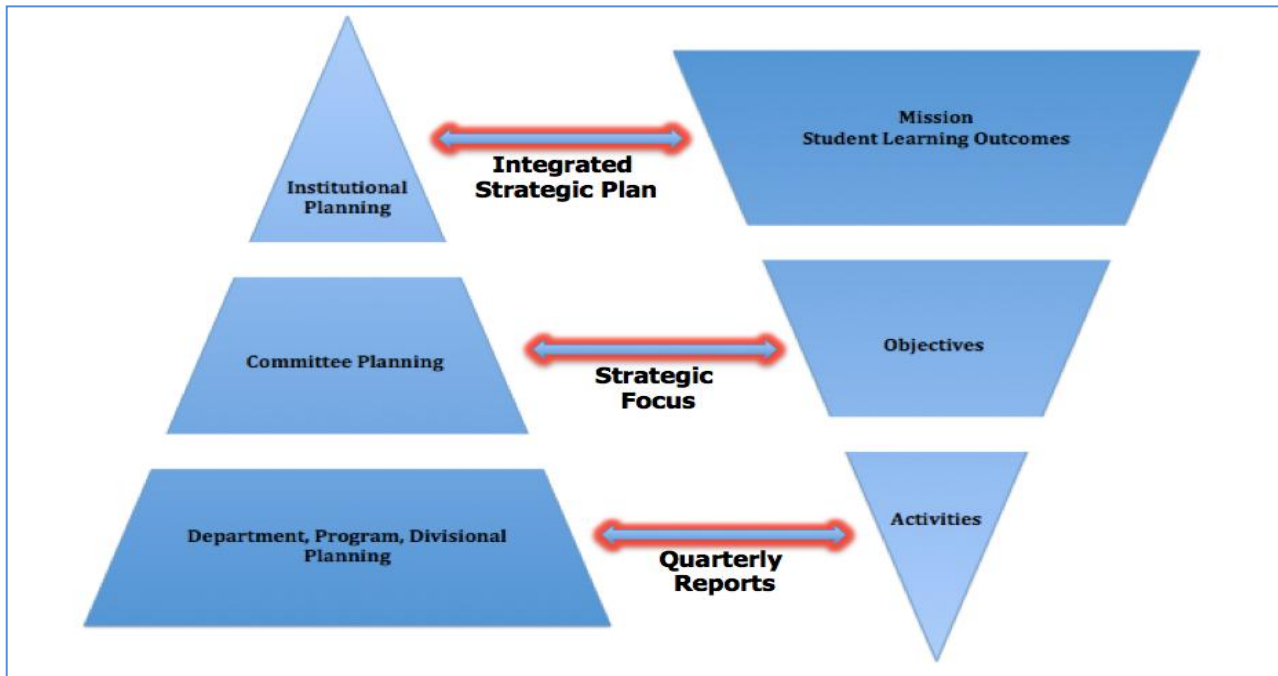 Mission
Student Learning Outcomes
Integrated
Strategic Plan
Institutional
Planning
Committee Planning
Strategic
Focus
Objectives
Department, Program, Divisional
Planning
Quarterly
Reports
Activities